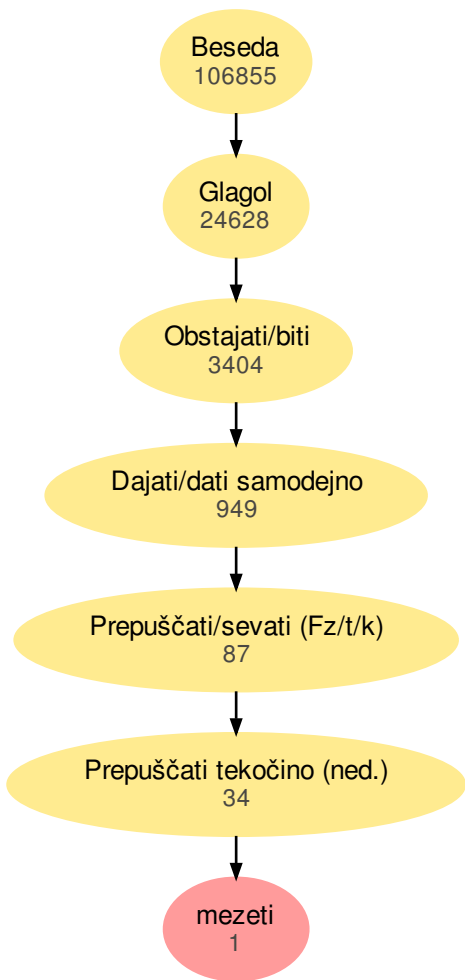 Beseda
106855
Glagol
24628
Obstajati/biti
3404
Dajati/dati samodejno
949
Prepuščati/sevati (Fz/t/k)
87
Prepuščati tekočino (ned.)
34
mezeti
1